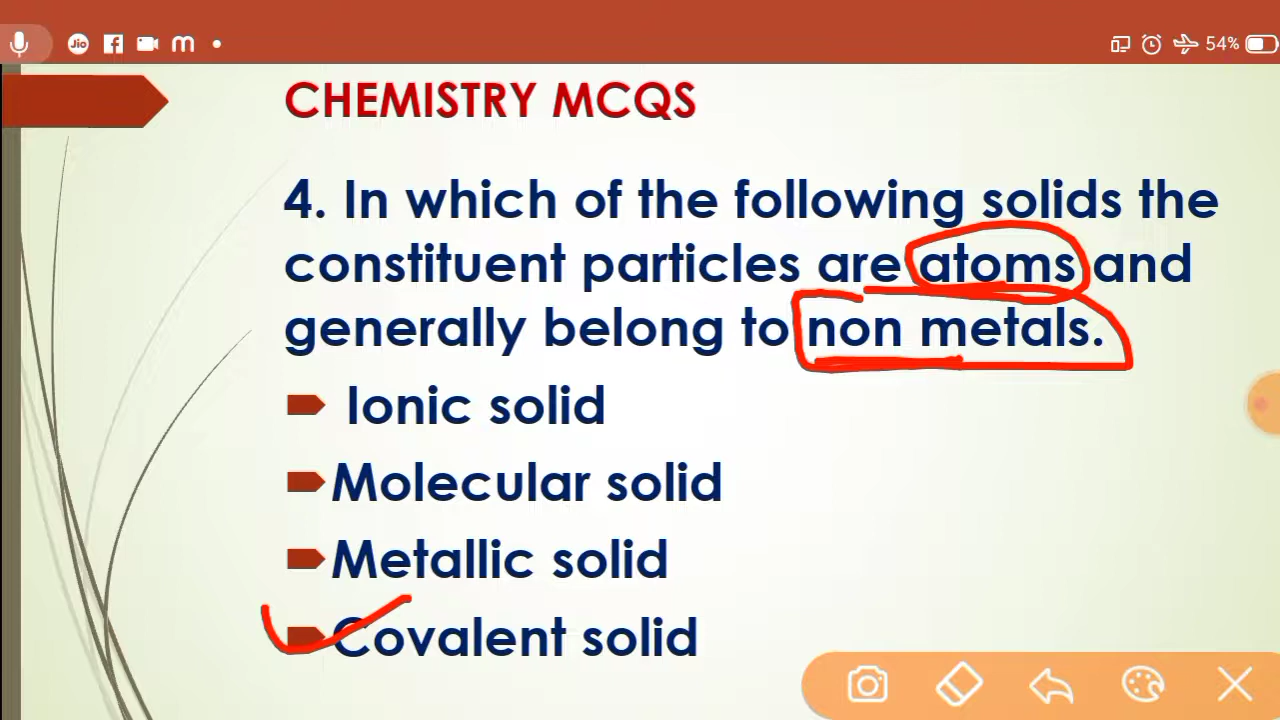 Jio
54%
CHEMISTRY MCQS
4. In which of the following solids the
constituent particles are atoms and
generally belong to non metals.
Ionic solid
Molecular solid
Metallic solid
Covalent solid